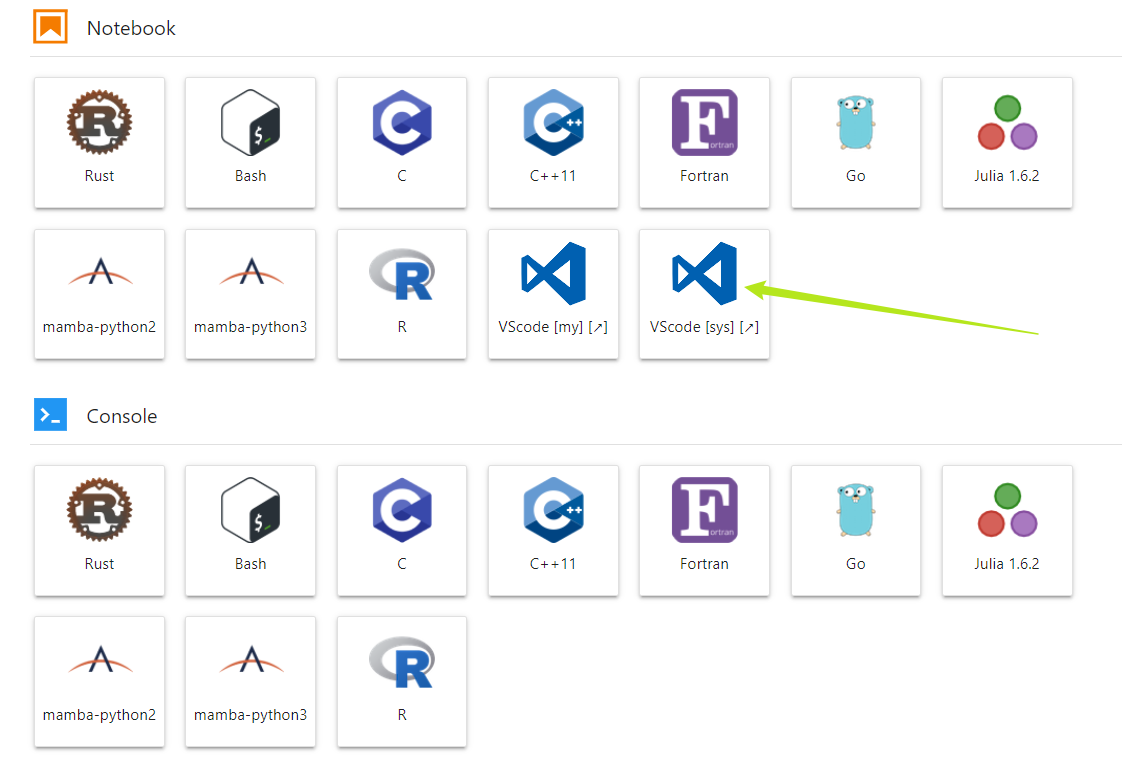 Notebook
Rust
Bash
C
C++11
Fortran
Go
Julia 1.6.2
mamba-python2
mamba-python3
R
VScode [my] [↗]
VScode [sys] [↗]
Console
Rust
Bash
C
C++11
Fortran
Go
Julia 1.6.2
mamba-python2
mamba-python3
R